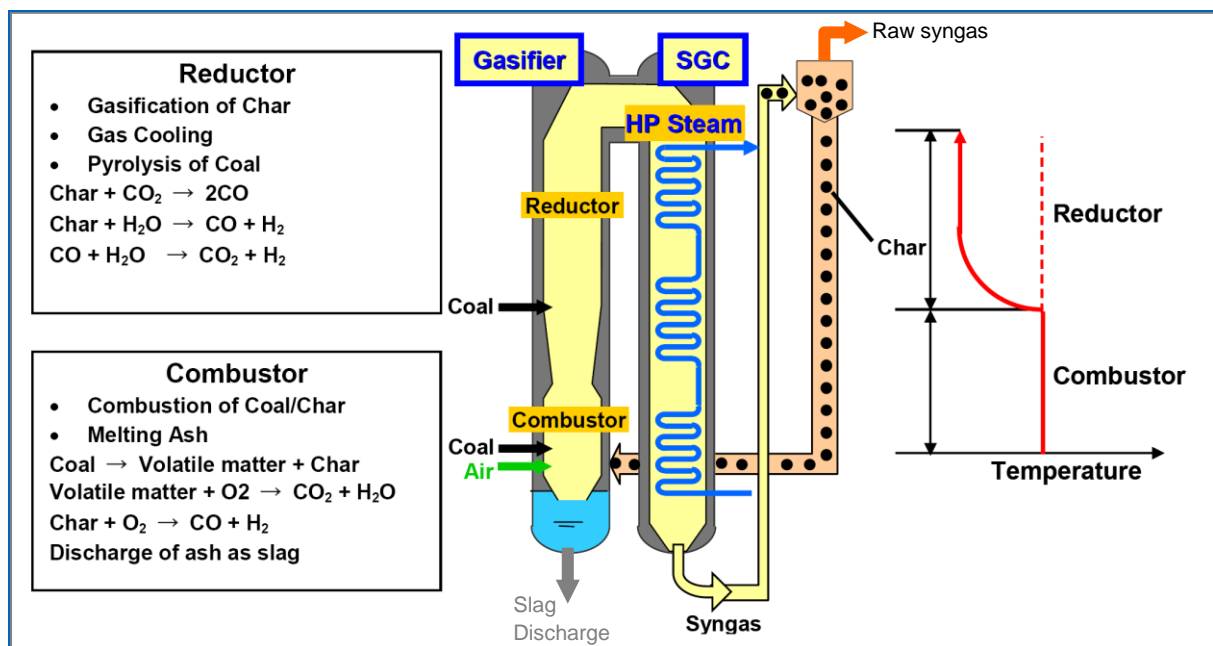 Reductor
• Gasification of Char
• Gas Cooling
• Pyrolysis of Coal
Char + CO₂ → 2CO
Char + H₂O → CO + H₂
CO + H₂O → CO₂ + H₂
Combustor
• Combustion of Coal/Char
• Melting Ash
Coal → Volatile matter + Char
Volatile matter + O2 → CO₂ + H₂O
Char + O₂ → CO + H₂
Discharge of ash as slag
Gasifier
SGC
HP Steam
Reductor
Coal
Combustor
Coal
Air
Slag
Discharge
Syngas
Raw syngas
Char
Reductor
Combustor
Temperature